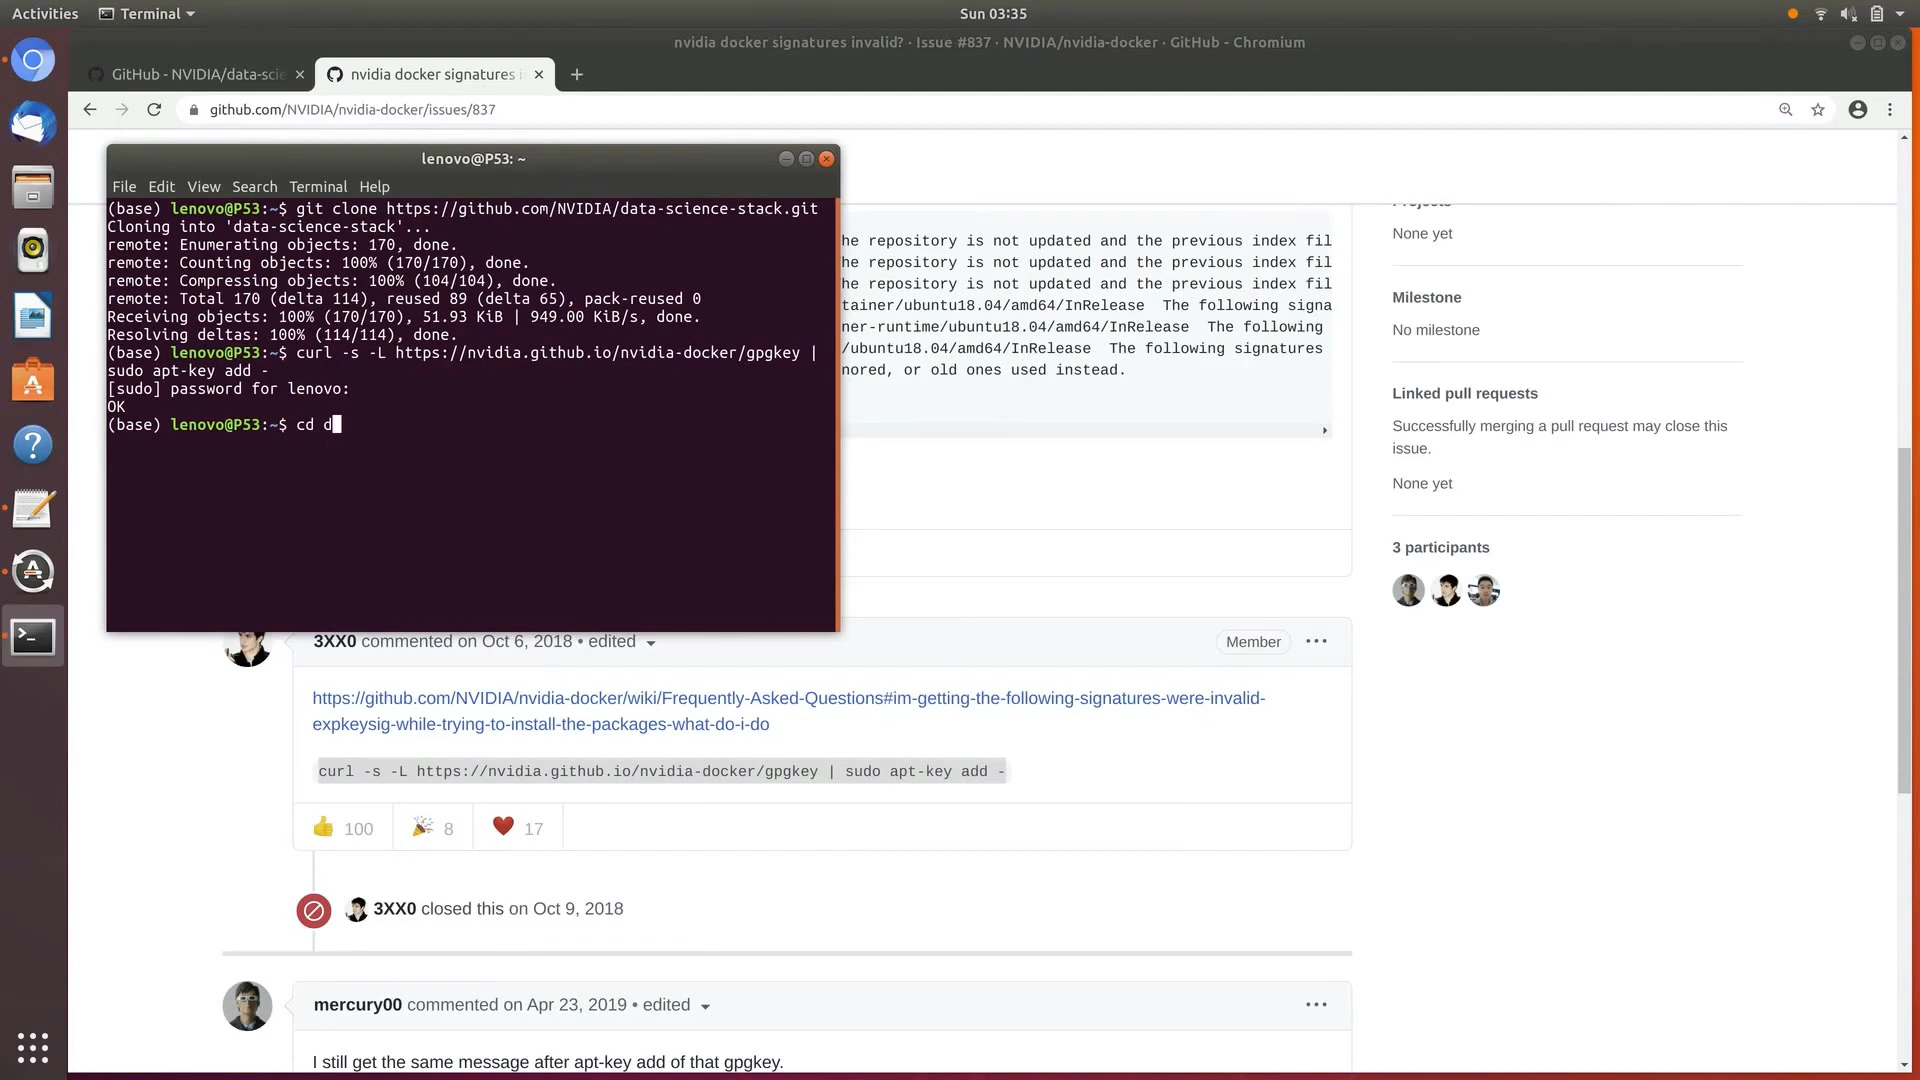 Activities
Terminal
Sun 03:35
nvidia docker signatures invalid? · Issue #837 · NVIDIA/nvidia-docker · GitHub - Chromium
GitHub - NVIDIA/data-scie
nvidia docker signatures i
github.com/NVIDIA/nvidia-docker/issues/837
lenovo@P53: ~
File Edit View Search Terminal Help
(base) lenovo@P53:~$ git clone https://github.com/NVIDIA/data-science-stack.git
Cloning into 'data-science-stack'...
remote: Enumerating objects: 170, done.
remote: Counting objects: 100% (170/170), done.
remote: Compressing objects: 100% (104/104), done.
remote: Total 170 (delta 114), reused 89 (delta 65), pack-reused 0
Receiving objects: 100% (170/170), 51.93 KiB | 949.00 KiB/s, done.
Resolving deltas: 100% (114/114), done.
(base) lenovo@P53:~$ curl -s -L https://nvidia.github.io/nvidia-docker/gpgkey |
sudo apt-key add -
[sudo] password for lenovo:
OK
(base) lenovo@P53:~$ cd d
he repository is not updated and the previous index fil
he repository is not updated and the previous index fil
he repository is not updated and the previous index fil
tainer/ubuntu18.04/amd64/InRelease The following signa
ner-runtime/ubuntu18.04/amd64/InRelease The following
/ubuntu18.04/amd64/InRelease The following signatures
nored, or old ones used instead.
Projects
None yet
Milestone
No milestone
Linked pull requests
Successfully merging a pull request may close this
issue.
None yet
3 participants
3XX0 commented on Oct 6, 2018 • edited
Member
https://github.com/NVIDIA/nvidia-docker/wiki/Frequently-Asked-Questions#im-getting-the-following-signatures-were-invalid-
expkeysig-while-trying-to-install-the-packages-what-do-i-do
curl -s -L https://nvidia.github.io/nvidia-docker/gpgkey | sudo apt-key add -
100
8
17
3XX0 closed this on Oct 9, 2018
mercury00 commented on Apr 23, 2019 • edited
I still get the same message after apt-key add of that gpgkey.